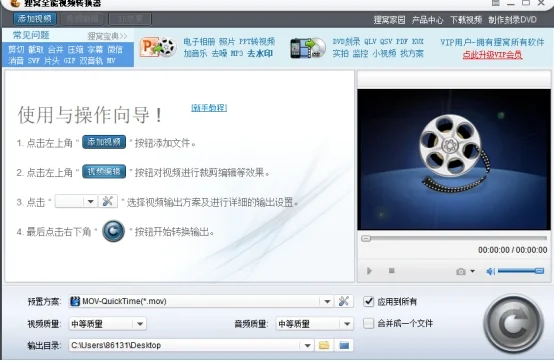 狸窝全能视频转换器
添加视频 视频编辑 3D效果 狸窝家园 产品中心 下载视频 制作刻录DVD
常见问题 狸窝宝典>>
剪切 截取 合并 压缩 字幕 微信
消音 SWF 片头 GIF 双音轨 MV
电子相册 照片 PPT转视频
加音乐 去噪 MP3 去水印
DVD刻录 QLV QSV PDF KUX
实拍 监控 小视频 找方案
VIP用户-拥有狸窝所有软件
点此升级VIP会员
使用与操作向导！ [新手教程]
1. 点击左上角 " 添加视频 " 按钮添加文件。
2. 点击左上角 " 视频编辑 " 按钮对视频进行裁剪编辑等效果。
3. 点击 " " 选择视频输出方案及进行详细的输出设置。
4. 最后点击右下角 " " 按钮开始转换输出。
00:00:00 / 00:00:00
预置方案: MOV-QuickTime(*.mov) 应用到所有
视频质量: 中等质量 音频质量: 中等质量 合并成一个文件
输出目录: C:\Users\86131\Desktop